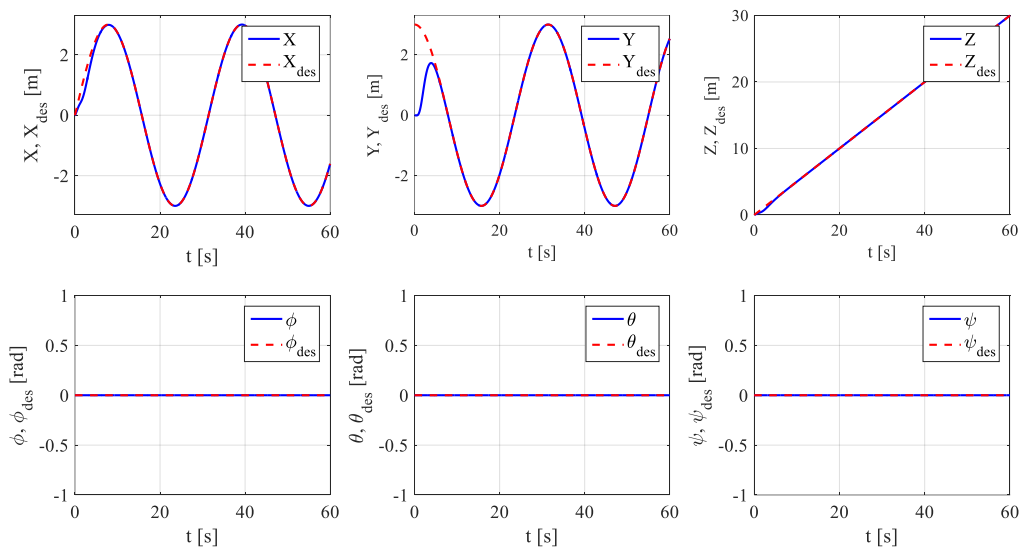 X, X_des [m]
2
0
-2
0
20
40
60
t [s]
X
X_des
Y, Y_des [m]
2
0
-2
0
20
40
60
t [s]
Y
Y_des
Z, Z_des [m]
30
20
10
0
0
20
40
60
t [s]
Z
Z_des
ϕ, ϕ_des [rad]
1
0.5
0
-0.5
-1
0
20
40
60
t [s]
ϕ
ϕ_des
θ, θ_des [rad]
1
0.5
0
-0.5
-1
0
20
40
60
t [s]
θ
θ_des
ψ, ψ_des [rad]
1
0.5
0
-0.5
-1
0
20
40
60
t [s]
ψ
ψ_des